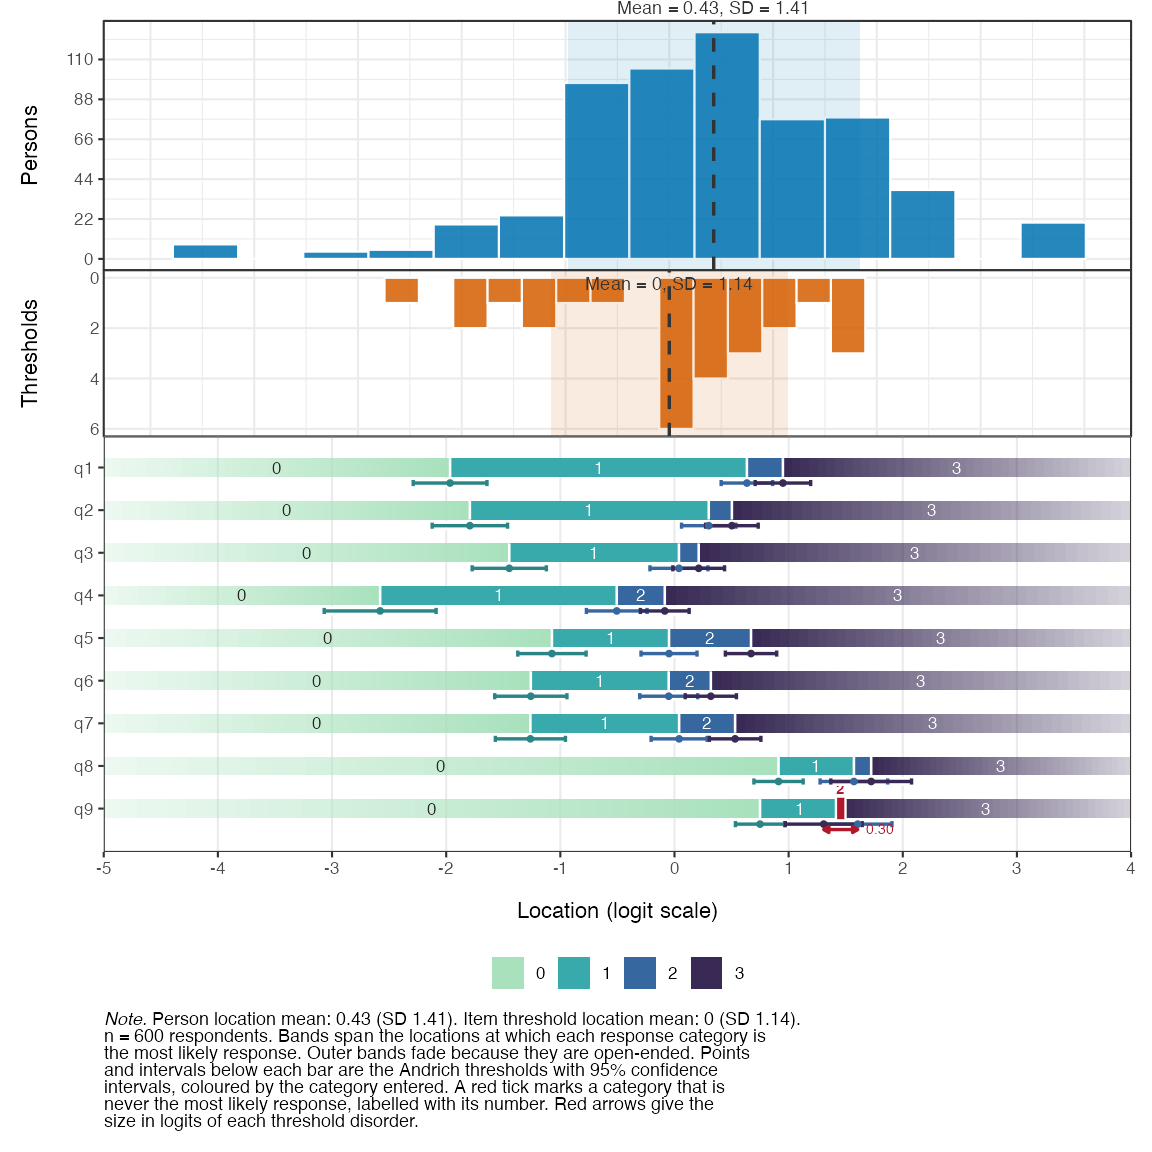 Mean = 0.43, SD = 1.41
Persons
110
88
66
44
22
0
Mean = 0, SD = 1.14
Thresholds
0
2
4
6
q1 0 1 3
q2 0 1 3
q3 0 1 3
q4 0 1 2 3
q5 0 1 2 3
q6 0 1 2 3
q7 0 1 2 3
q8 0 1 3
2
q9 0 1 3
0.30
-5 -4 -3 -2 -1 0 1 2 3 4
Location (logit scale)
0 1 2 3
Note. Person location mean: 0.43 (SD 1.41). Item threshold location mean: 0 (SD 1.14).
n = 600 respondents. Bands span the locations at which each response category is
the most likely response. Outer bands fade because they are open-ended. Points
and intervals below each bar are the Andrich thresholds with 95% confidence
intervals, coloured by the category entered. A red tick marks a category that is
never the most likely response, labelled with its number. Red arrows give the
size in logits of each threshold disorder.